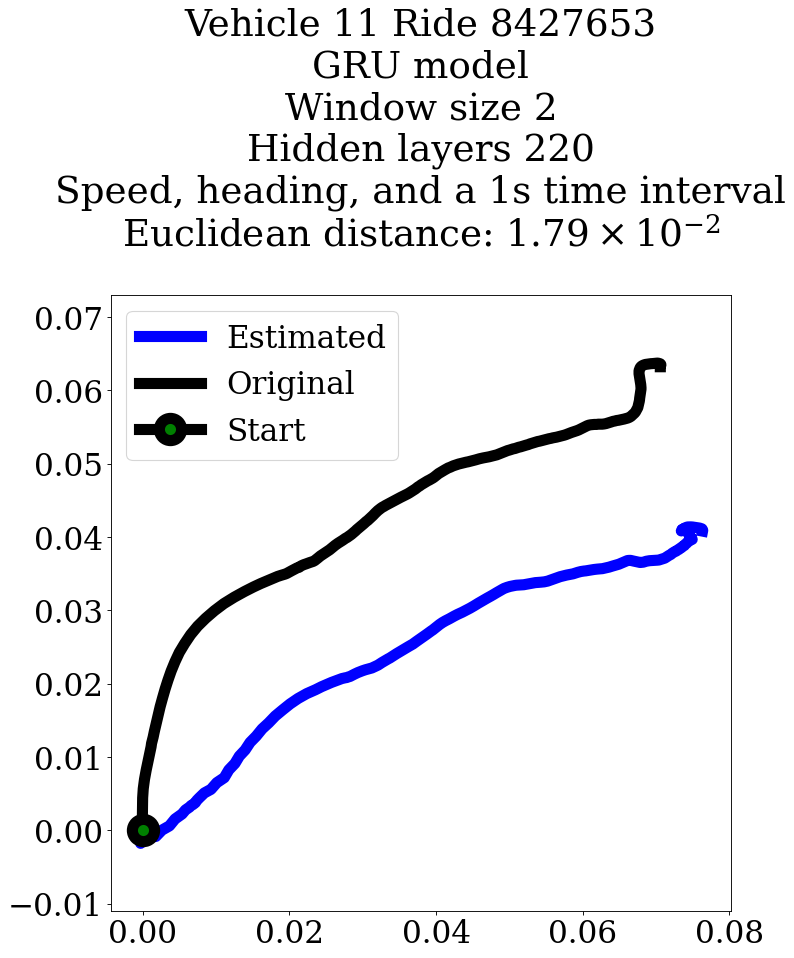 Vehicle 11 Ride 8427653
GRU model
Window size 2
Hidden layers 220
Speed, heading, and a 1s time interval
Euclidean distance: 1.79 × 10⁻²
Estimated
Original
Start
0.07
0.06
0.05
0.04
0.03
0.02
0.01
0.00
−0.01
0.00 0.02 0.04 0.06 0.08